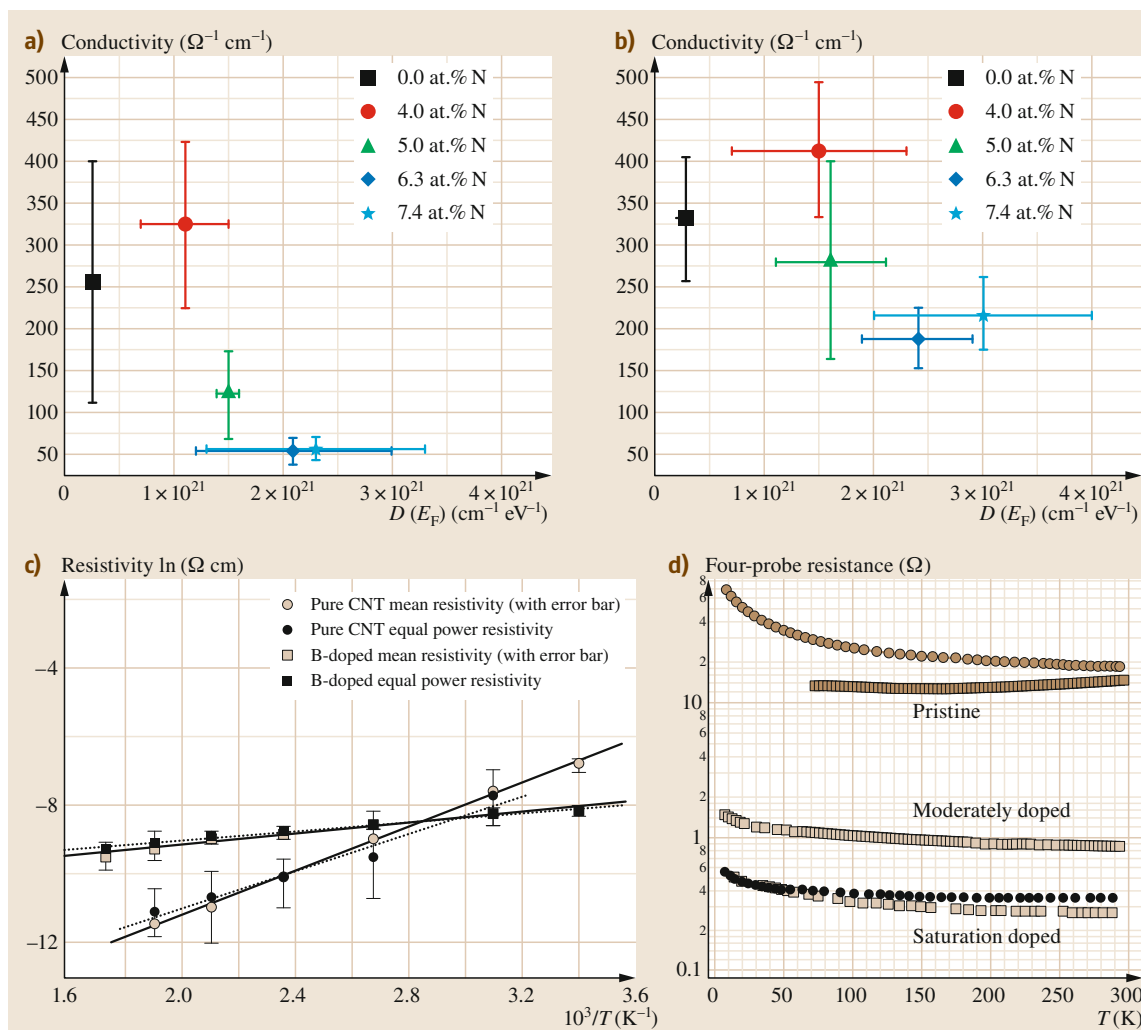 a) Conductivity (Ω⁻¹ cm⁻¹)
500
450
400
350
300
250
200
150
100
50
0.0 at.% N
4.0 at.% N
5.0 at.% N
6.3 at.% N
7.4 at.% N
0 1 × 10²¹ 2 × 10²¹ 3 × 10²¹ 4 × 10²¹
D (E_F) (cm⁻¹ eV⁻¹)
b) Conductivity (Ω⁻¹ cm⁻¹)
500
450
400
350
300
250
200
150
100
50
0.0 at.% N
4.0 at.% N
5.0 at.% N
6.3 at.% N
7.4 at.% N
0 1 × 10²¹ 2 × 10²¹ 3 × 10²¹ 4 × 10²¹
D (E_F) (cm⁻¹ eV⁻¹)
c) Resistivity ln (Ω cm)
Pure CNT mean resistivity (with error bar)
Pure CNT equal power resistivity
B-doped mean resistivity (with error bar)
B-doped equal power resistivity
−4
−8
−12
1.6 2.0 2.4 2.8 3.2 3.6
10³/T (K⁻¹)
d) Four-probe resistance (Ω)
8
6
4
2
10
8
6
4
2
1
8
6
4
2
0.1
Pristine
Moderately doped
Saturation doped
0 50 100 150 200 250 300
T (K)